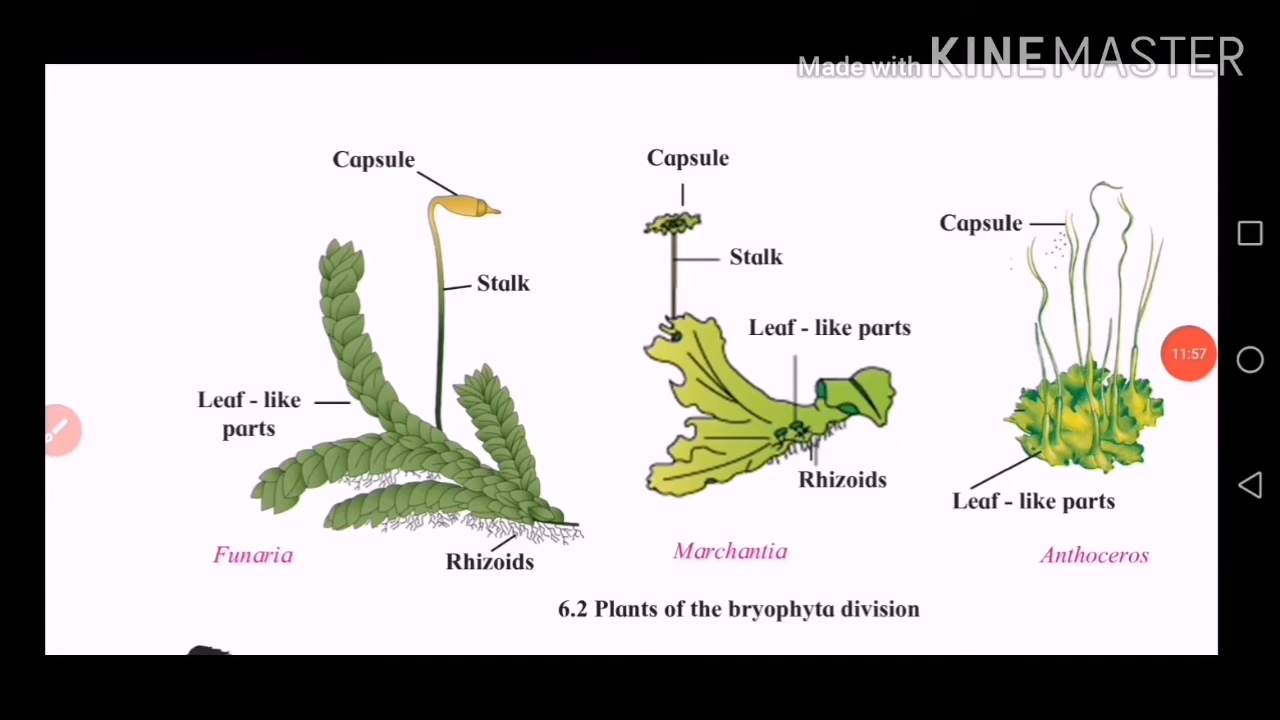 Made with KINEMASTER
Capsule
Stalk
Leaf - like
parts
Rhizoids
Funaria
Capsule
Stalk
Leaf - like parts
Rhizoids
Marchantia
Capsule
Leaf - like parts
Anthoceros
11:57
6.2 Plants of the bryophyta division